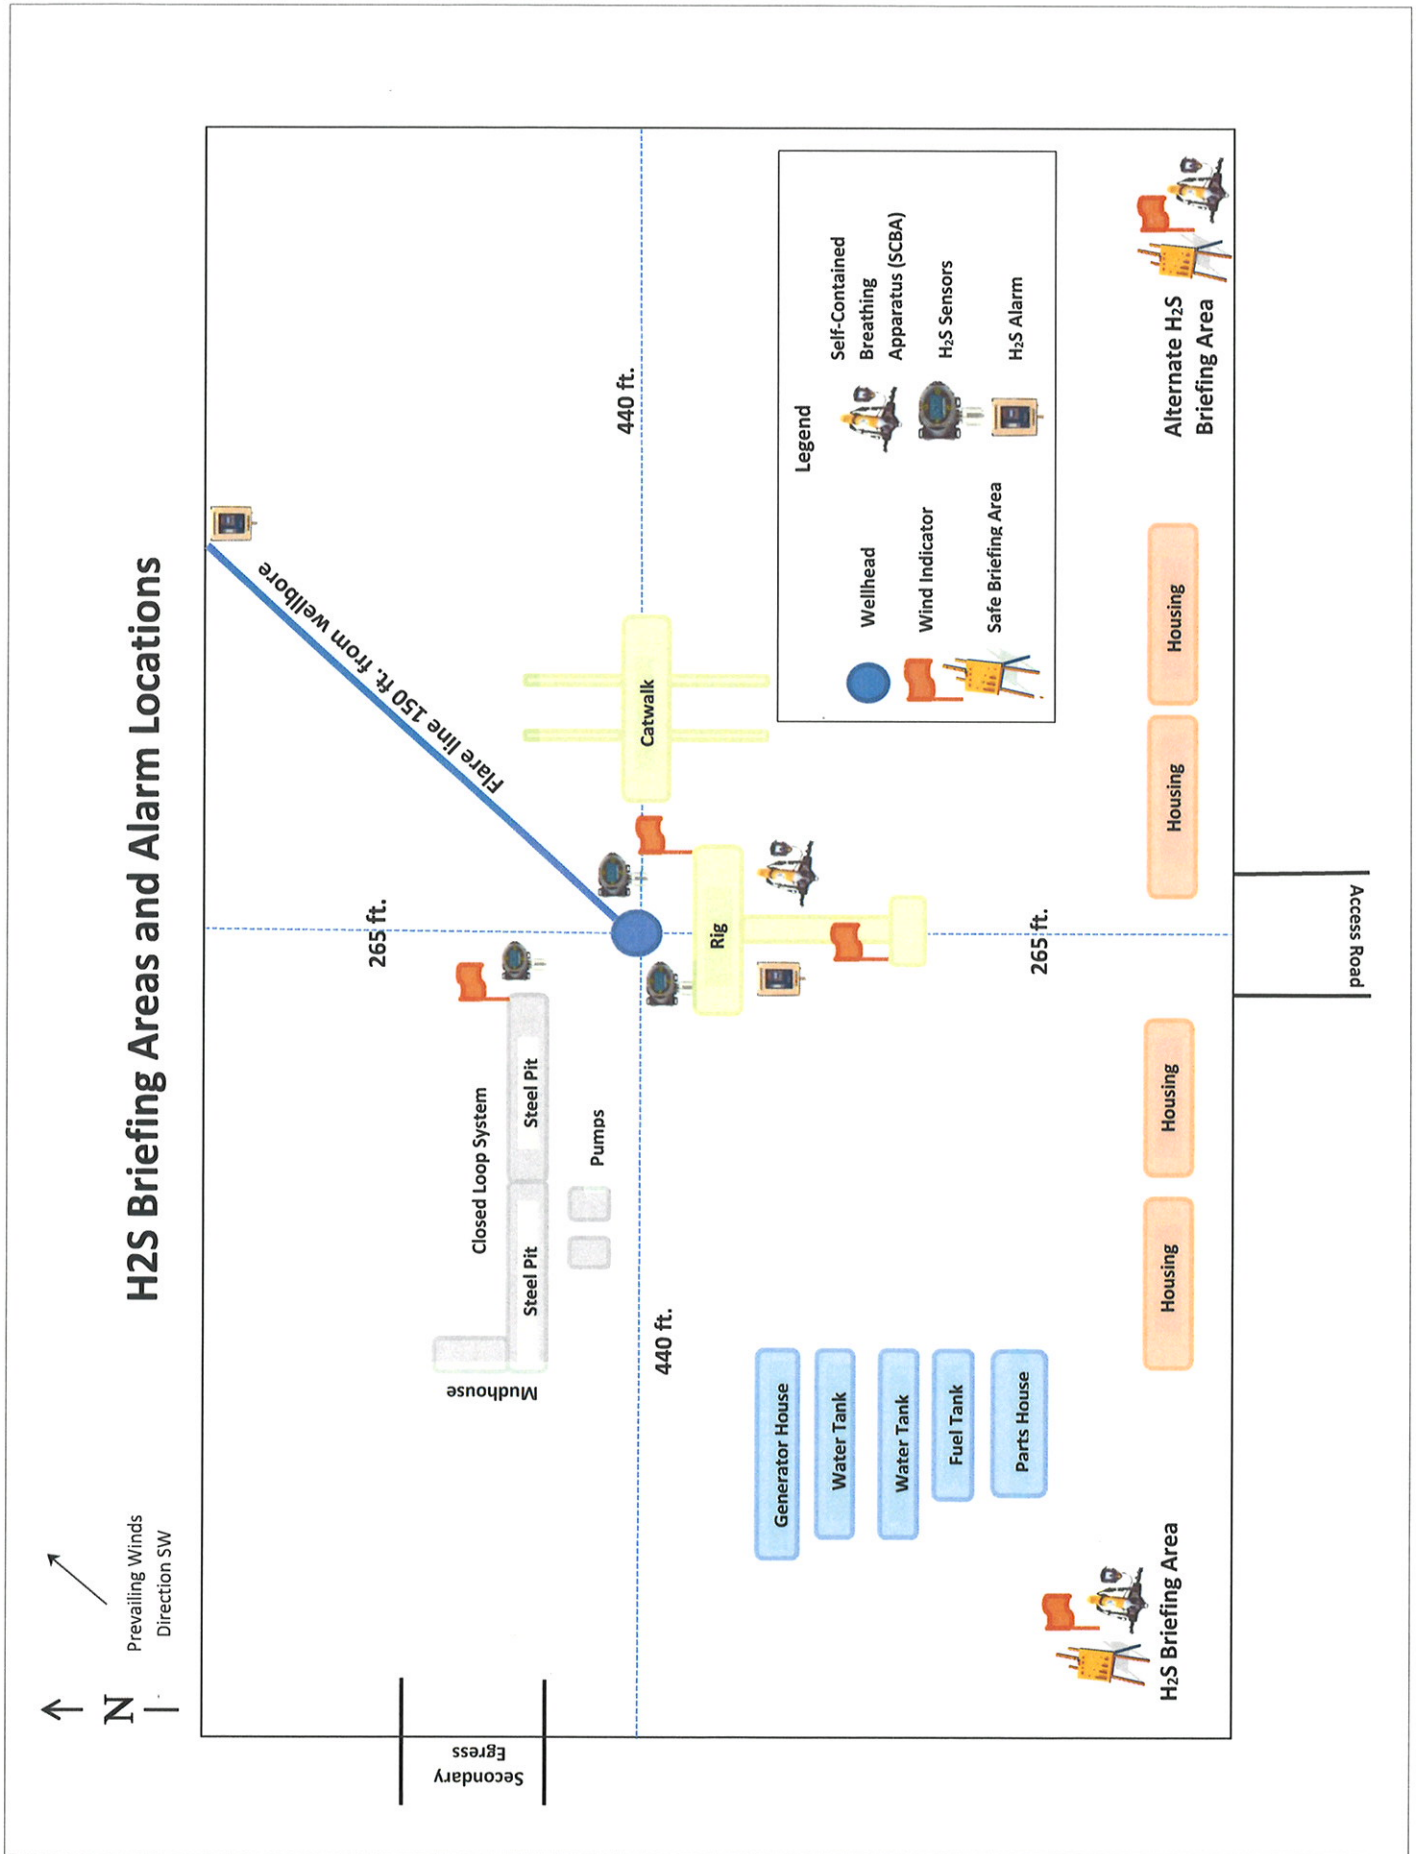 H2S Briefing Areas and Alarm Locations
N
Prevailing Winds
Direction SW
Secondary
Egress
265 ft.
Flare line 150 ft. from wellbore
Closed Loop System
Mudhouse
Steel Pit
Steel Pit
Pumps
440 ft.
440 ft.
Catwalk
Rig
265 ft.
Generator House
Water Tank
Water Tank
Fuel Tank
Parts House
Legend
Wellhead
Self-Contained
Breathing
Apparatus (SCBA)
Wind Indicator
H₂S Sensors
Safe Briefing Area
H₂S Alarm
H₂S Briefing Area
Housing
Housing
Housing
Housing
Alternate H₂S
Briefing Area
Access Road